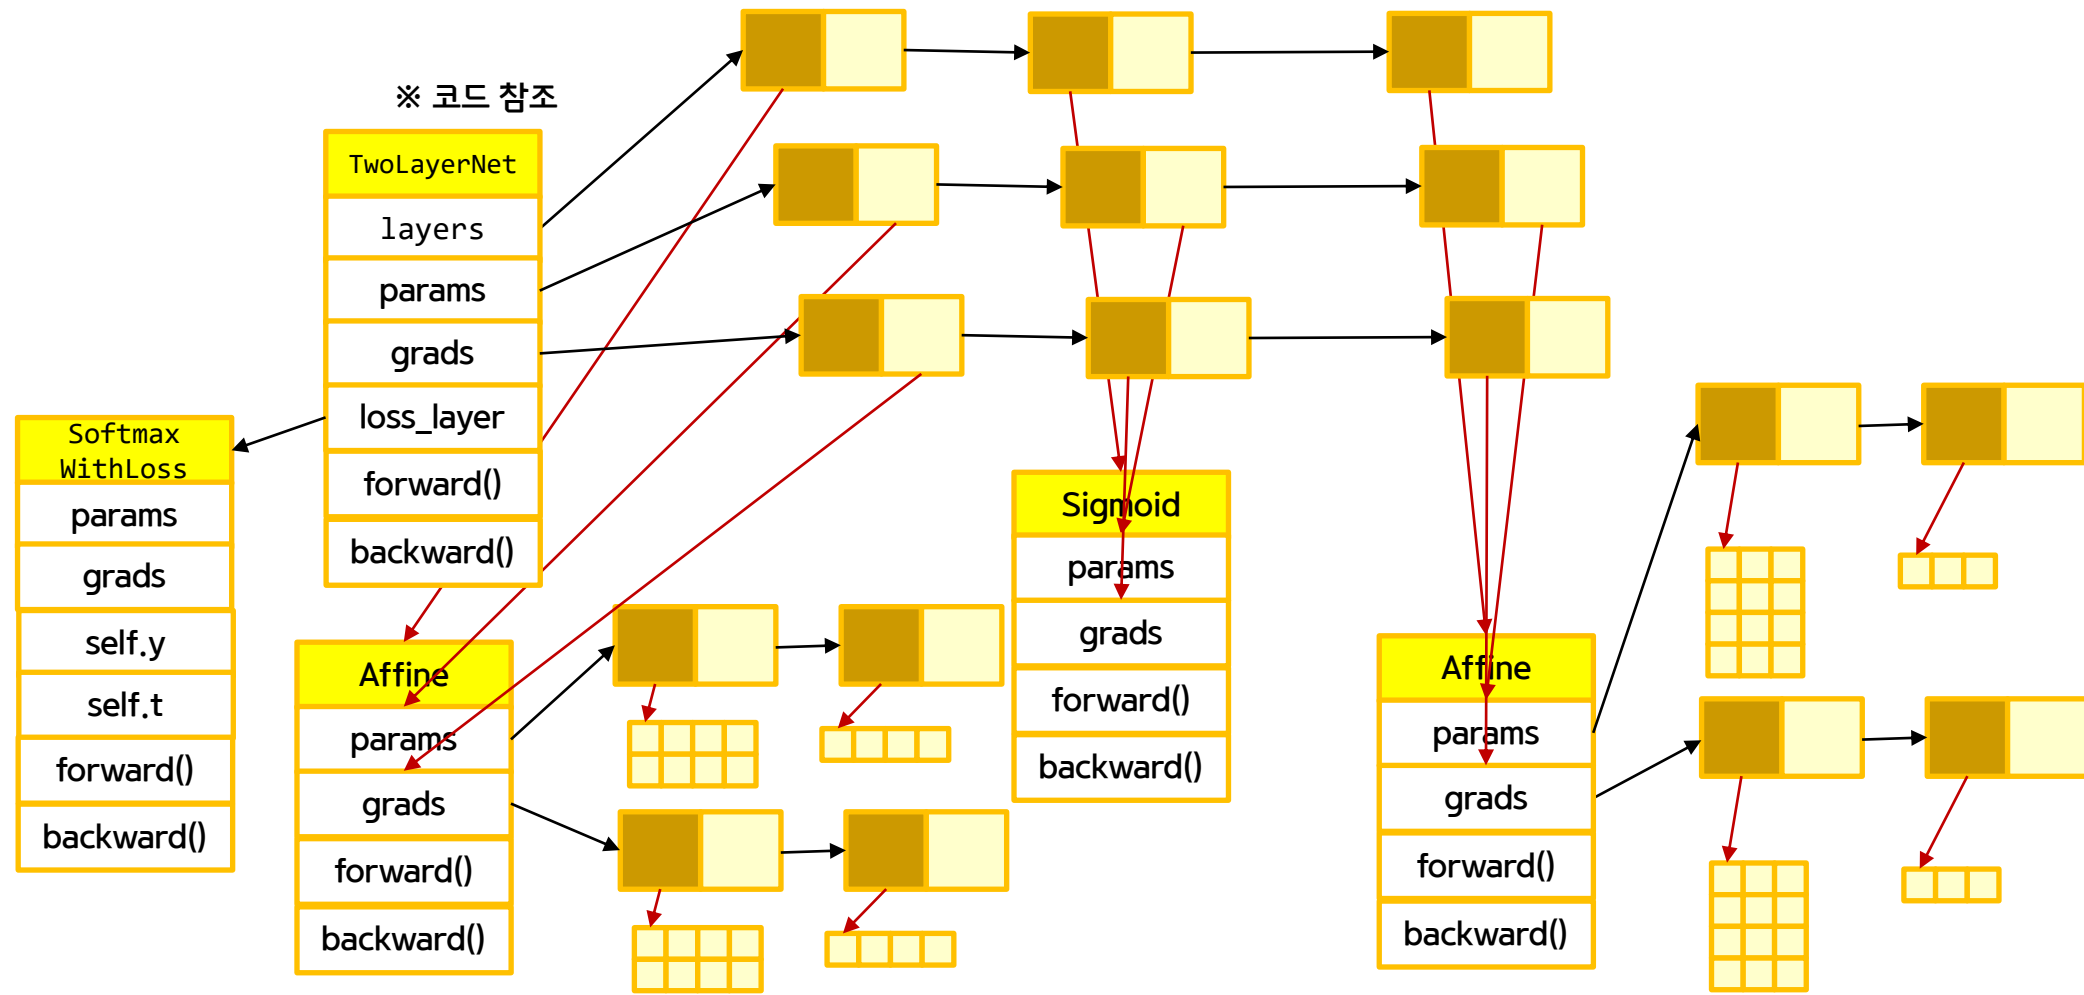 ※ 코드 참조
TwoLayerNet
layers
params
grads
loss_layer
forward()
backward()
Softmax
WithLoss
params
grads
self.y
self.t
forward()
backward()
Affine
params
grads
forward()
backward()
Sigmoid
params
grads
forward()
backward()
Affine
params
grads
forward()
backward()